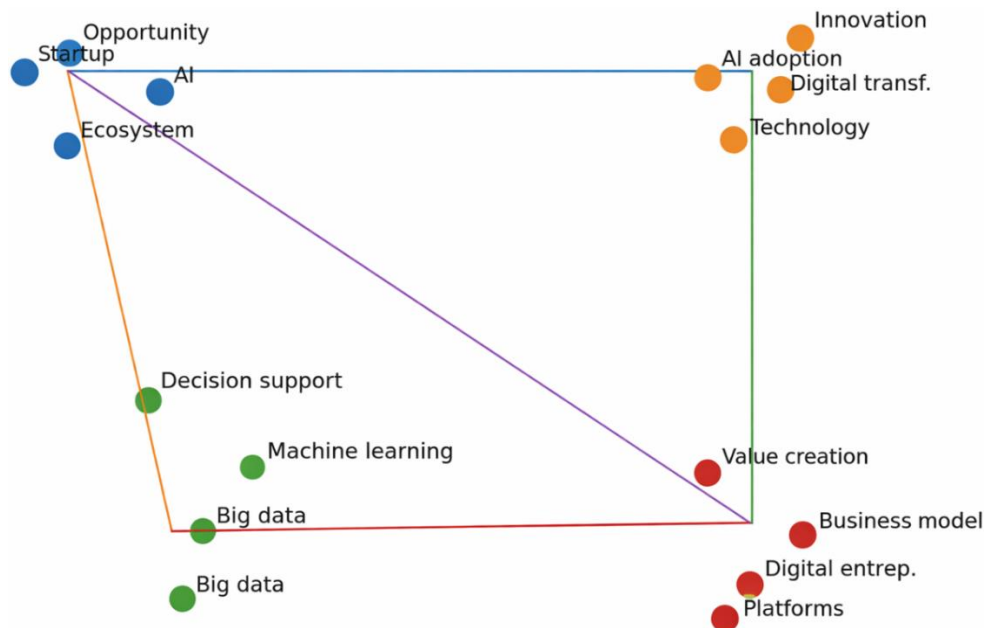 Innovation
Opportunity
Startup
AI adoption
AI
Digital transf.
Ecosystem
Technology
Decision support
Machine learning
Value creation
Big data
Business model
Digital entrep.
Big data
Platforms